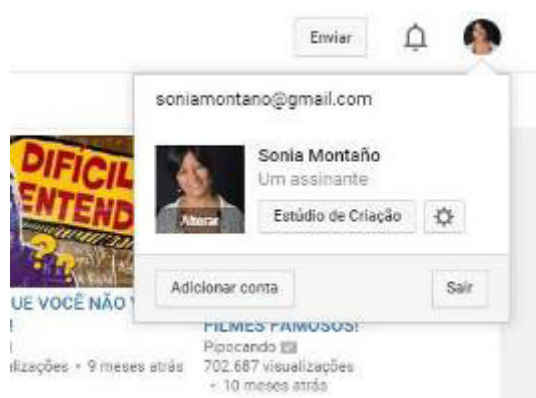 Enviar
soniamontano@gmail.com
DIFÍCIL
ENTEND
??
Sonia Montaño
Um assinante
Alterar
Estúdio de Criação
Adicionar conta
Sair
UE VOCÊ NÃO
FILMES FAMOSOS!
Pipocando
lizações • 9 meses atrás
702.687 visualizações
• 10 meses atrás